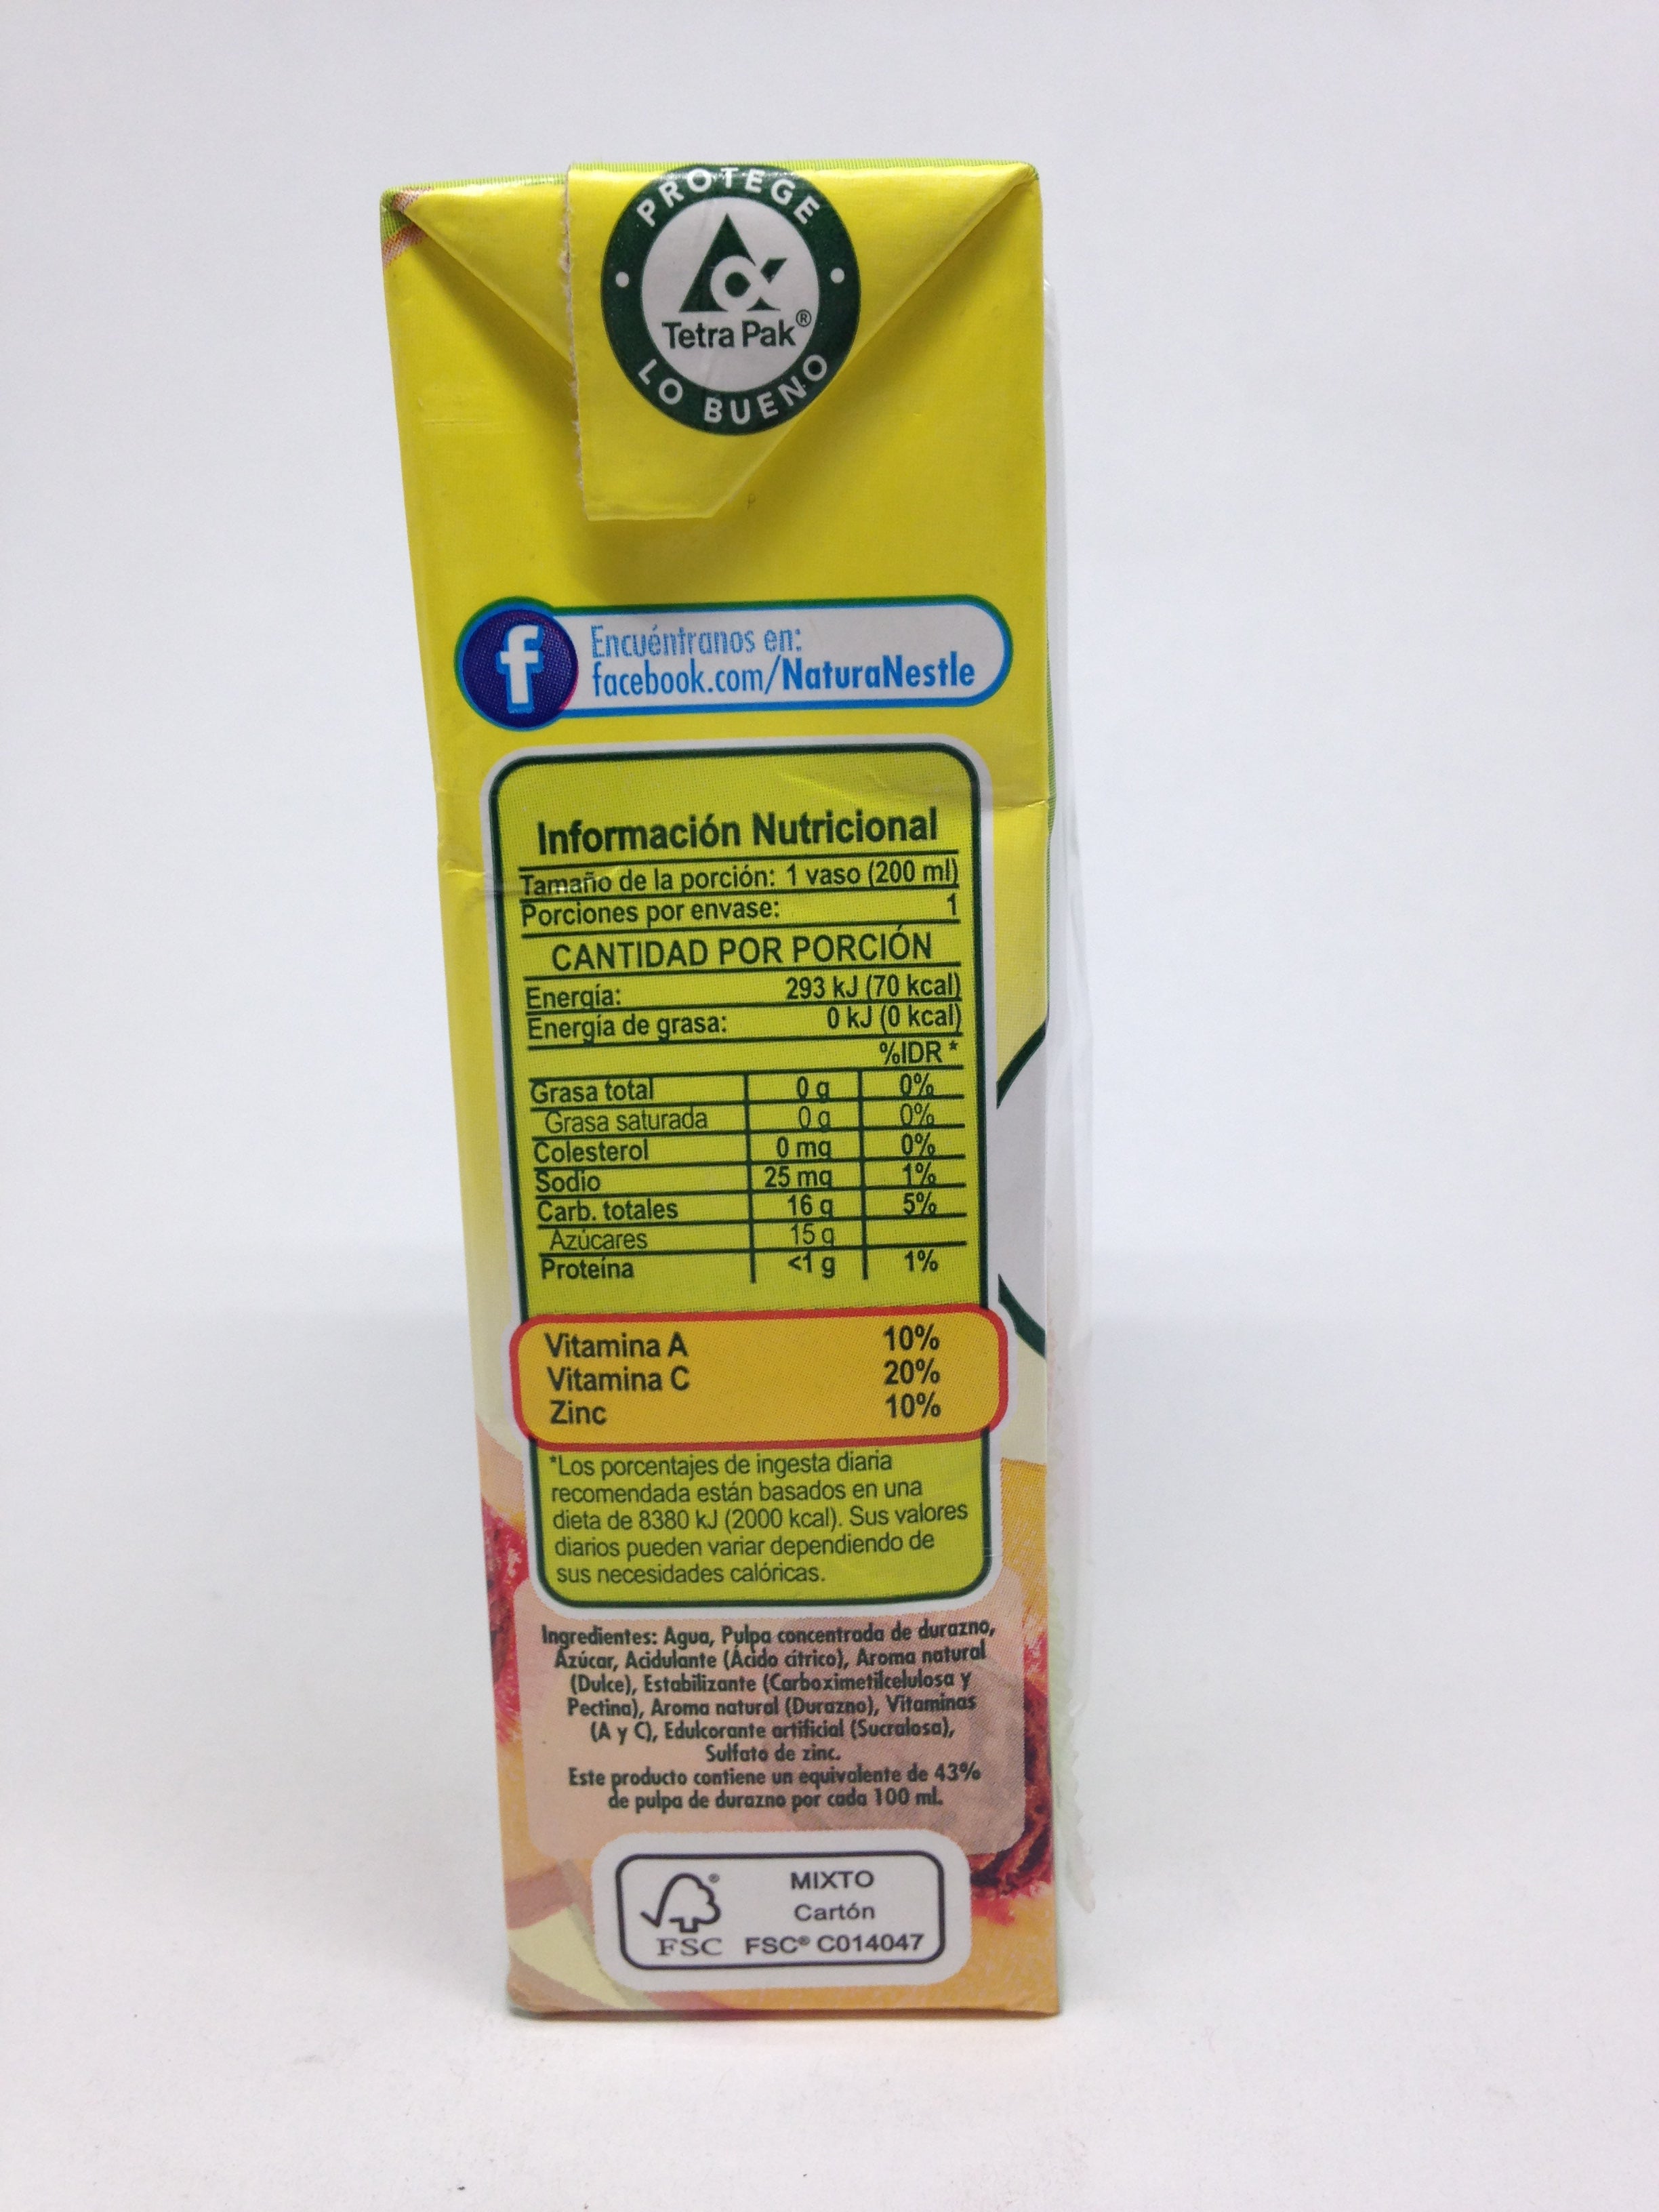 PROTEGE
Tetra Pak®
LO BUENO
f
Encuéntranos en:
facebook.com/NaturaNestle
Información Nutricional
Tamaño de la porción: 1 vaso (200 ml)
Porciones por envase: 1
CANTIDAD POR PORCIÓN
Energía: 293 kJ (70 kcal)
Energía de grasa: 0 kJ (0 kcal)
%IDR *
Grasa total 0 g 0%
Grasa saturada 0 g 0%
Colesterol 0 mg 0%
Sodio 25 mg 1%
Carb. totales 16 g 5%
Azúcares 15 g
Proteína <1 g 1%
Vitamina A 10%
Vitamina C 20%
Zinc 10%
*Los porcentajes de ingesta diaria
recomendada están basados en una
dieta de 8380 kJ (2000 kcal). Sus valores
diarios pueden variar dependiendo de
sus necesidades calóricas.
Ingredientes: Agua, Pulpa concentrada de durazno,
Azúcar, Acidulante (Ácido cítrico), Aroma natural
(Dulce), Estabilizante (Carboximetilcelulosa y
Pectina), Aroma natural (Durazno), Vitaminas
(A y C), Edulcorante artificial (Sucralosa),
Sulfato de zinc.
Este producto contiene un equivalente de 43%
de pulpa de durazno por cada 100 ml.
MIXTO
Cartón
FSC FSC® C014047